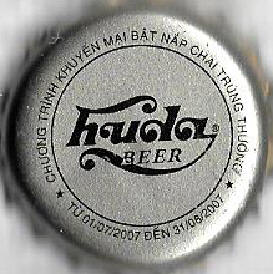 CHƯƠNG TRÌNH KHUYẾN MẠI BẬT NẮP CHAI TRÚNG THƯỞNG
huda®
BEER
★ TỪ 01/07/2007 ĐẾN 31/08/2007 ★